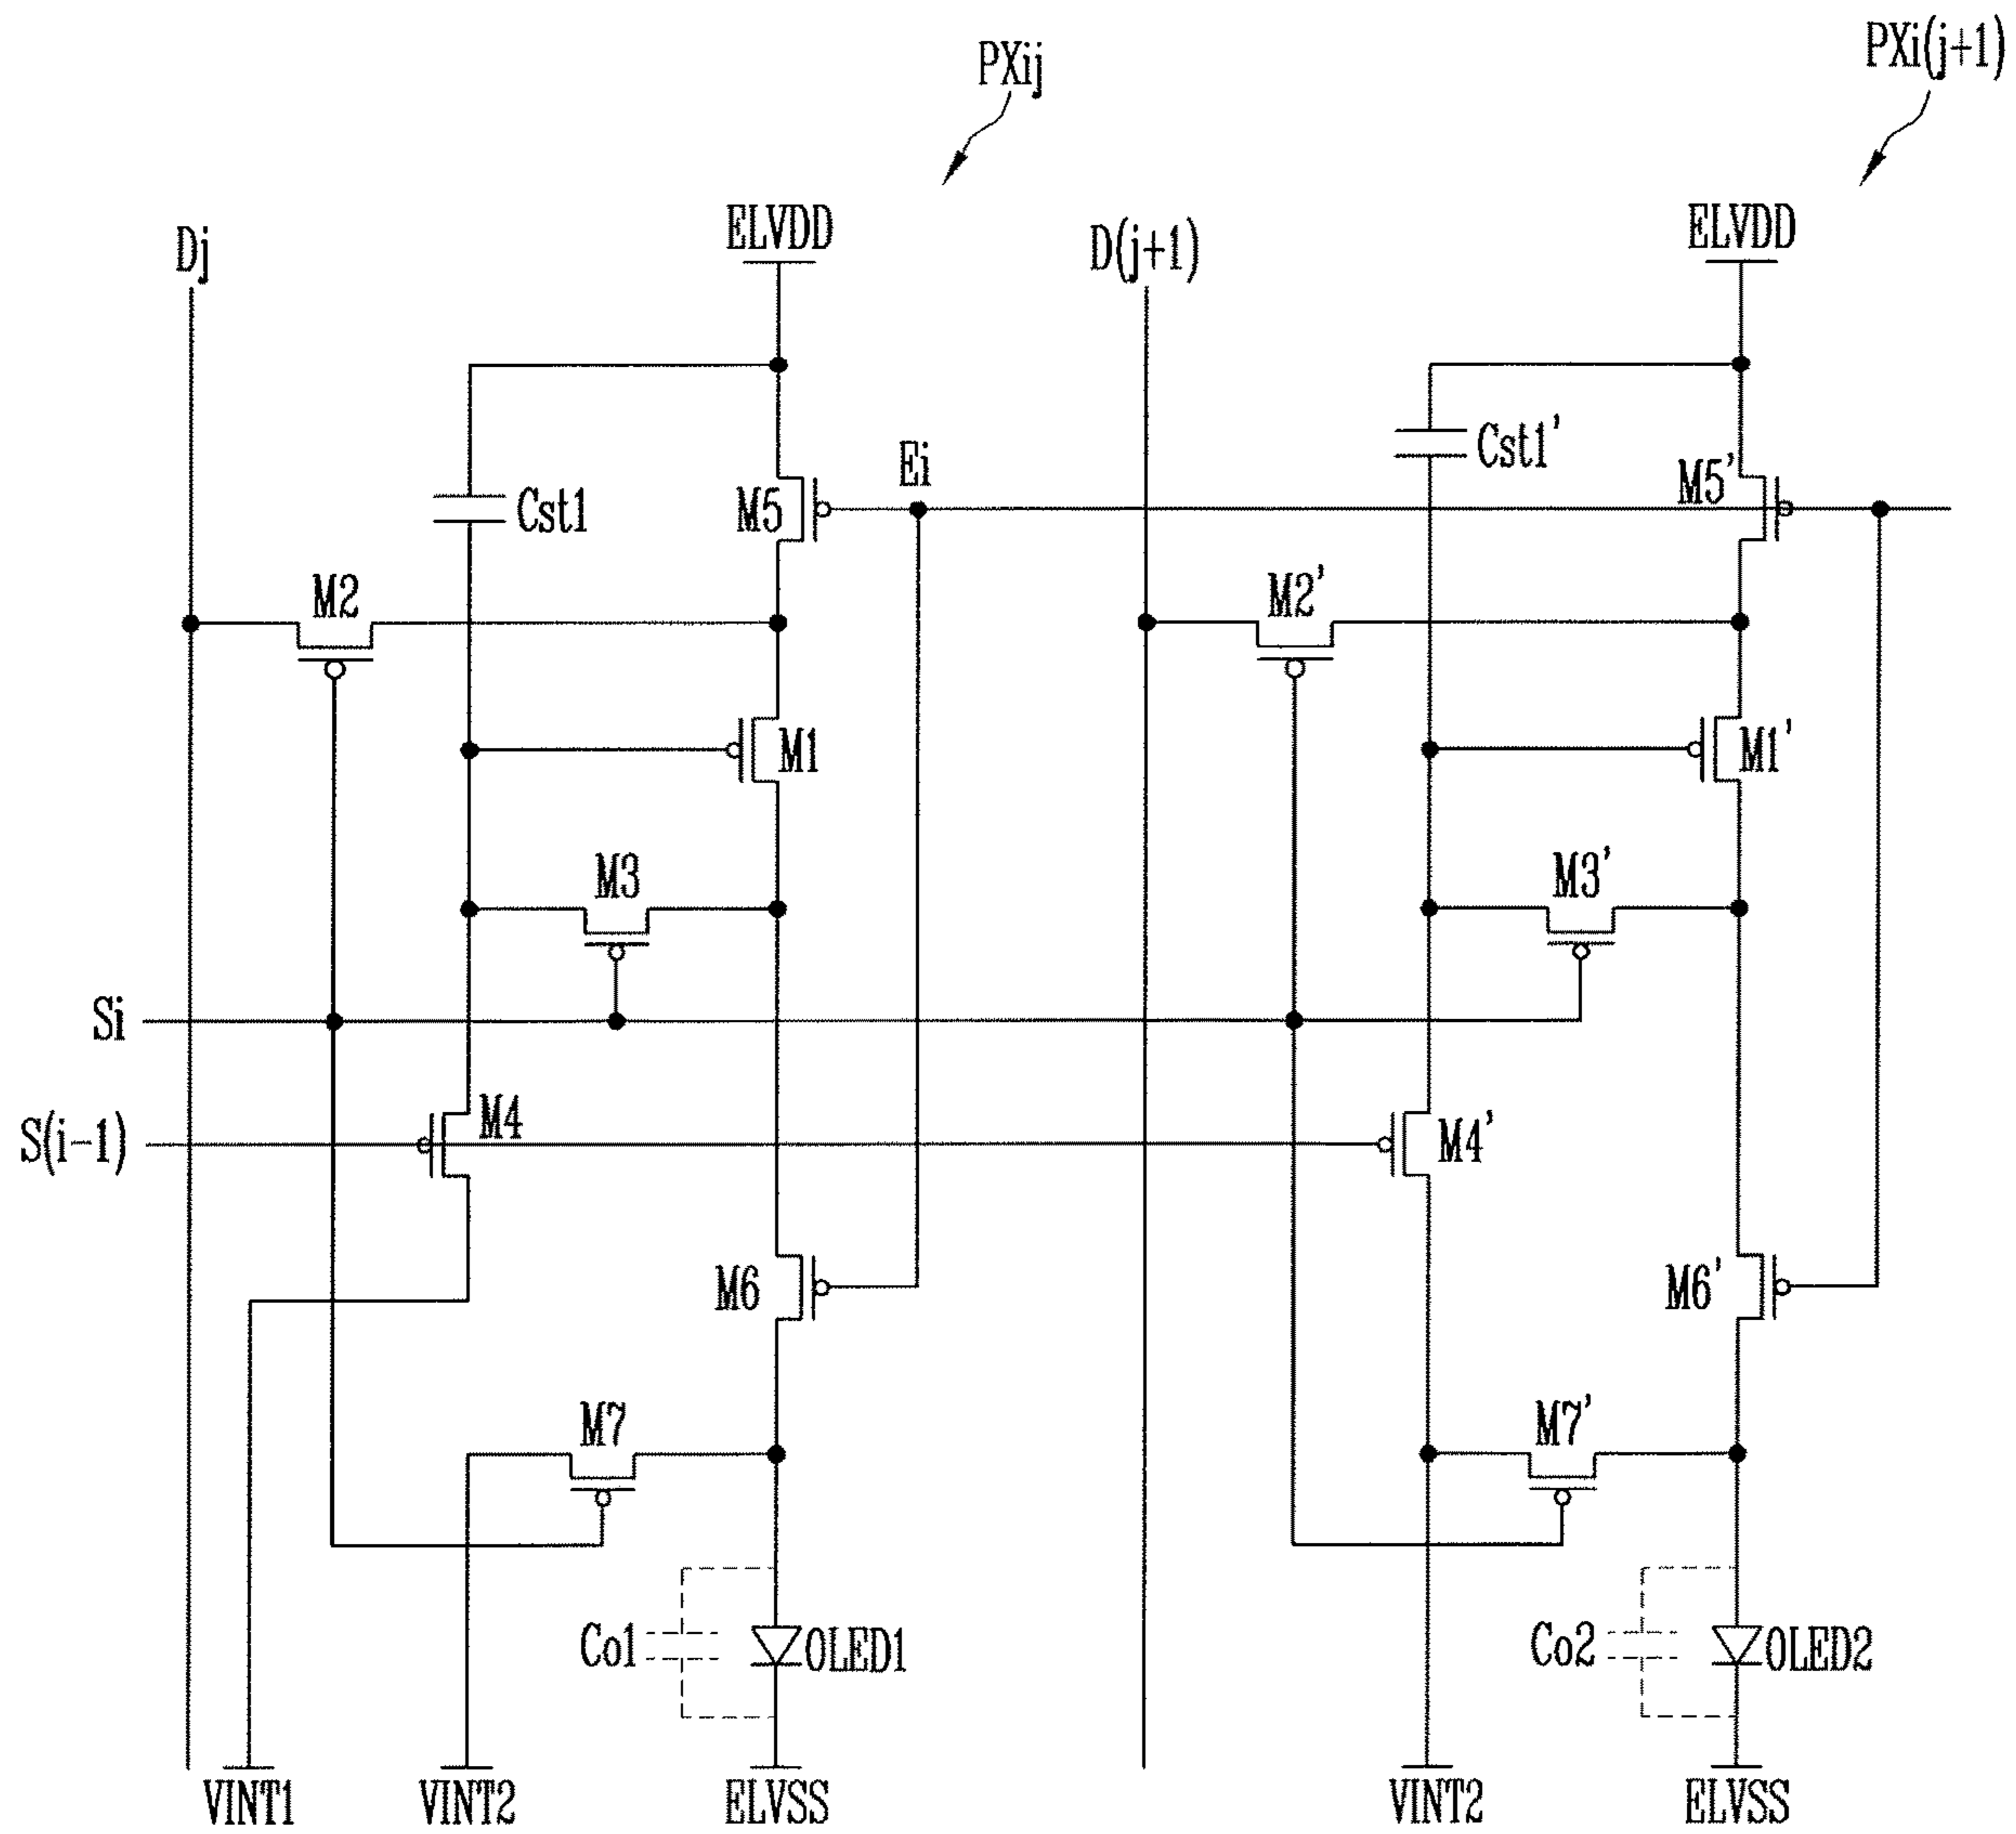 PXij
PXi(j+1)
Dj
ELVDD
D(j+1)
ELVDD
Cst1
M5
Ei
Cst1'
M5'
M2
M2'
M1
M1'
M3
M3'
Si
S(i-1)
M4
M4'
M6
M6'
M7
M7'
Co1
OLED1
Co2
OLED2
VINT1
VINT2
ELVSS
VINT2
ELVSS